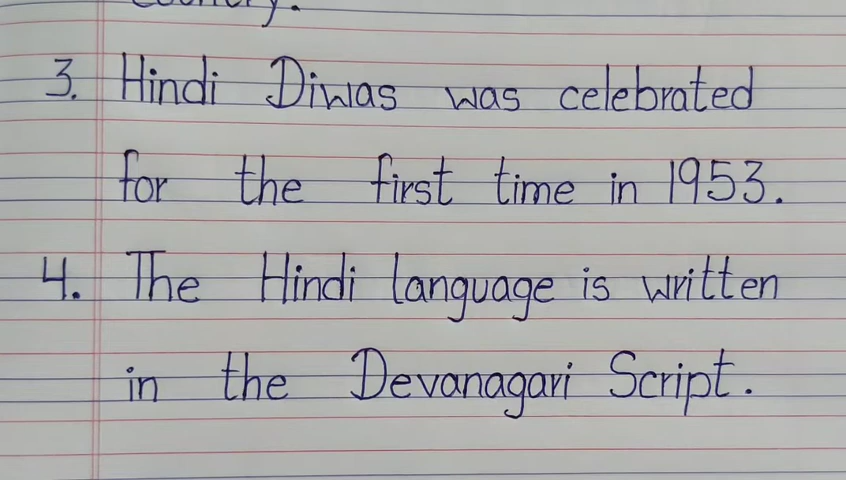 3. Hindi Diwas was celebrated
for the first time in 1953.
4. The Hindi language is written
in the Devanagari Script.